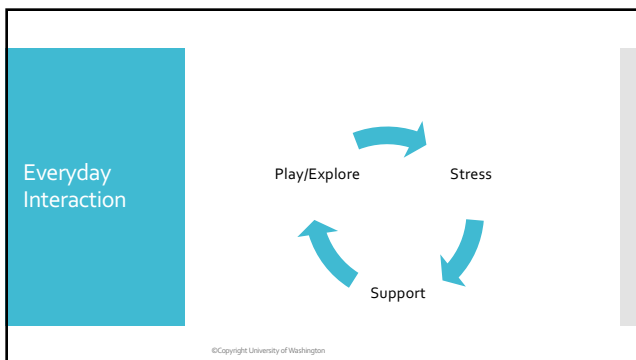 Everyday
Interaction
Play/Explore
Stress
Support
©Copyright University of Washington